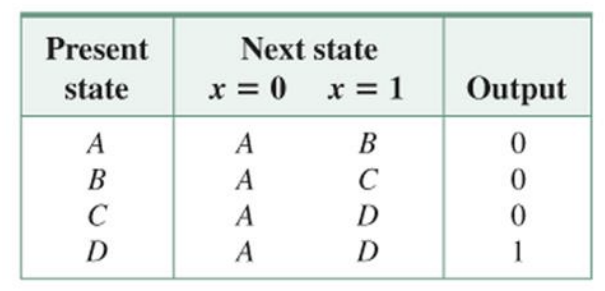 Present Next state
state x = 0 x = 1 Output
A A B 0
B A C 0
C A D 0
D A D 1